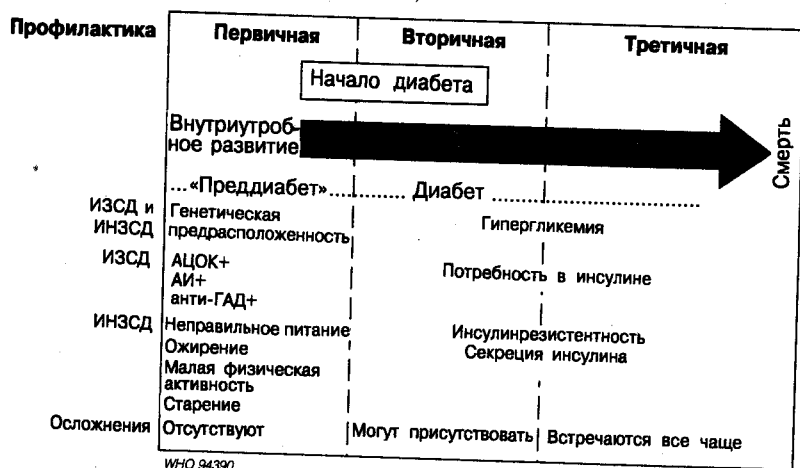 Профилактика Первичная Вторичная Третичная
Начало диабета
Внутриутроб-
ное развитие
Смерть
...«Преддиабет».......... Диабет ..............................
ИЗСД и
ИНЗСД
Генетическая
предрасположенность
Гипергликемия
ИЗСД
АЦОК+
АИ+
анти-ГАД+
Потребность в инсулине
ИНЗСД
Неправильное питание
Ожирение
Малая физическая
активность
Старение
Инсулинрезистентность
Секреция инсулина
Осложнения Отсутствуют Могут присутствовать Встречаются все чаще
WHO 94390